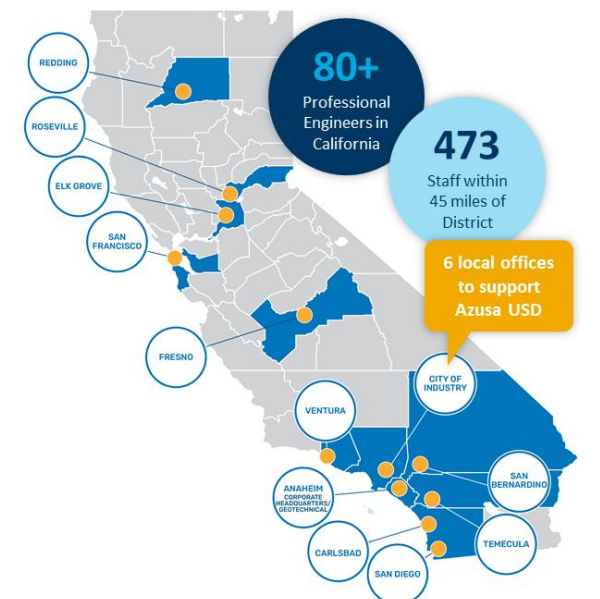 80+
Professional
Engineers in
California
473
Staff within
45 miles of
District
6 local offices
to support
Azusa USD
REDDING
ROSEVILLE
ELK GROVE
SAN
FRANCISCO
FRESNO
CITY OF
INDUSTRY
VENTURA
ANAHEIM
CORPORATE
HEADQUARTERS/
GEOTECHNICAL
SAN
BERNARDINO
CARLSBAD
TEMECULA
SAN DIEGO